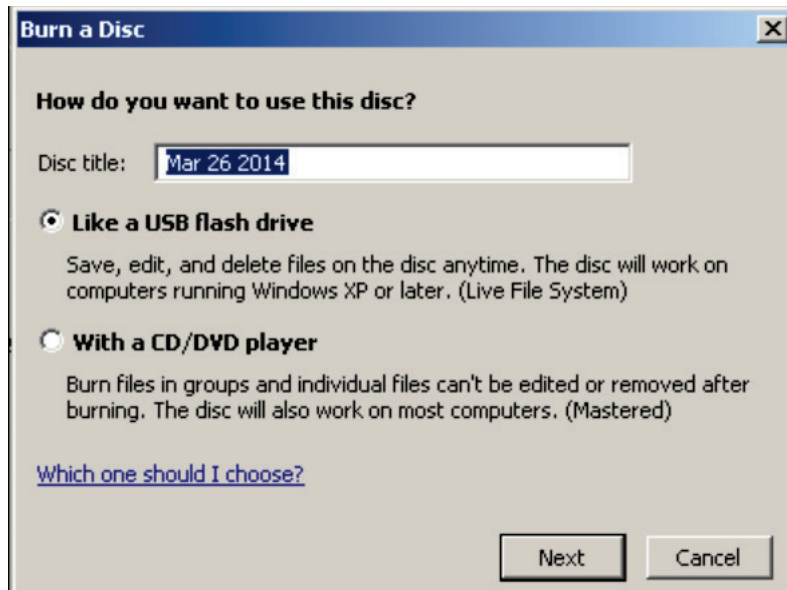 Burn a Disc
How do you want to use this disc?
Disc title: Mar 26 2014
Like a USB flash drive
Save, edit, and delete files on the disc anytime. The disc will work on
computers running Windows XP or later. (Live File System)
With a CD/DVD player
Burn files in groups and individual files can't be edited or removed after
burning. The disc will also work on most computers. (Mastered)
Which one should I choose?
Next Cancel